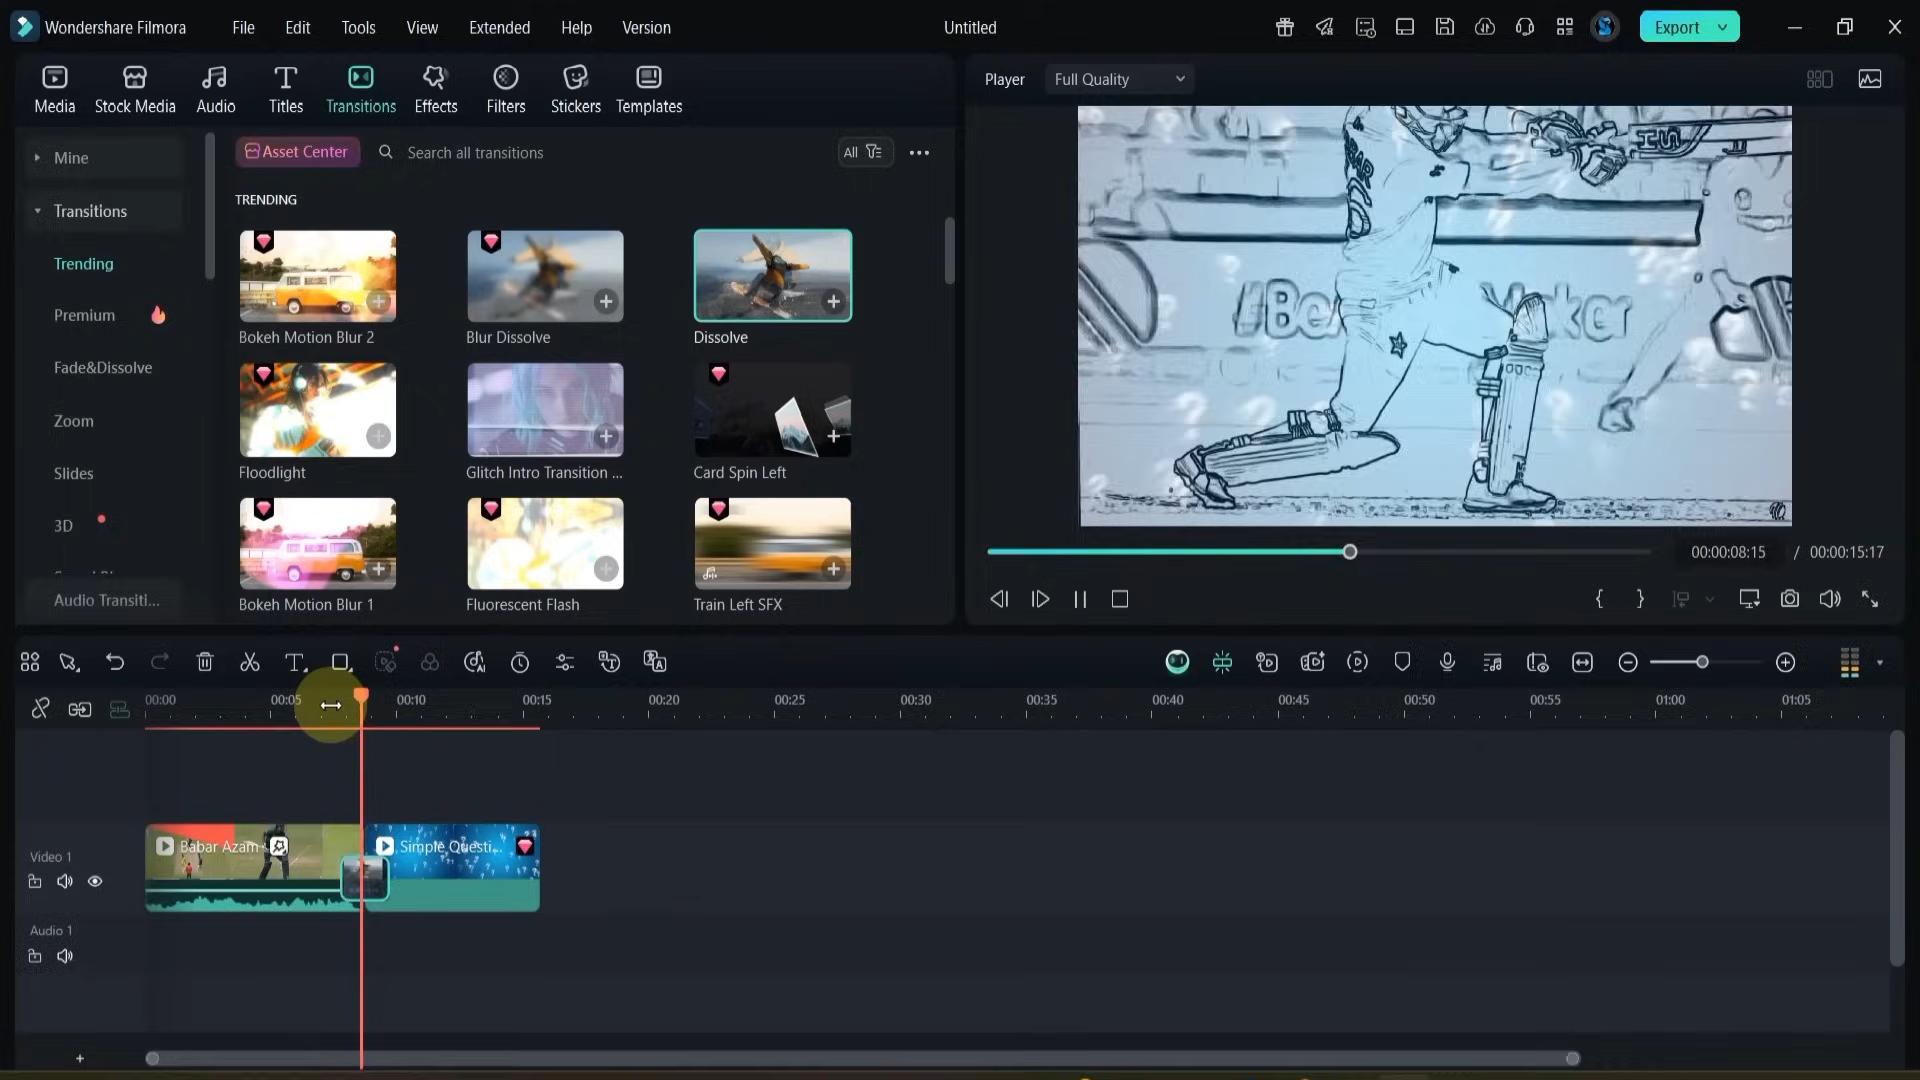 Wondershare Filmora File Edit Tools View Extended Help Version Untitled Export
Media Stock Media Audio Titles Transitions Effects Filters Stickers Templates
Player Full Quality
Mine
Transitions
Trending
Premium
Fade&Dissolve
Zoom
Slides
3D
Audio Transiti...
Asset Center Search all transitions All
TRENDING
Bokeh Motion Blur 2 Blur Dissolve Dissolve
Floodlight Glitch Intro Transition ... Card Spin Left
Bokeh Motion Blur 1 Fluorescent Flash Train Left SFX
00:00:08:15 / 00:00:15:17
00:00 00:05 00:10 00:15 00:20 00:25 00:30 00:35 00:40 00:45 00:50 00:55 01:00 01:05
Video 1
Babar Azam Simple Questi...
Audio 1